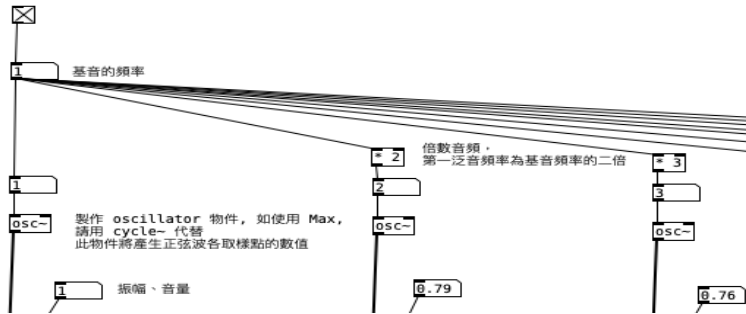 1
基音的頻率
* 2
倍數音頻，
第一泛音頻率為基音頻率的二倍
* 3
1
2
3
osc~
製作 oscillator 物件, 如使用 Max,
請用 cycle~ 代替
此物件將產生正弦波各取樣點的數值
osc~
osc~
1
振幅、音量
0.79
0.76